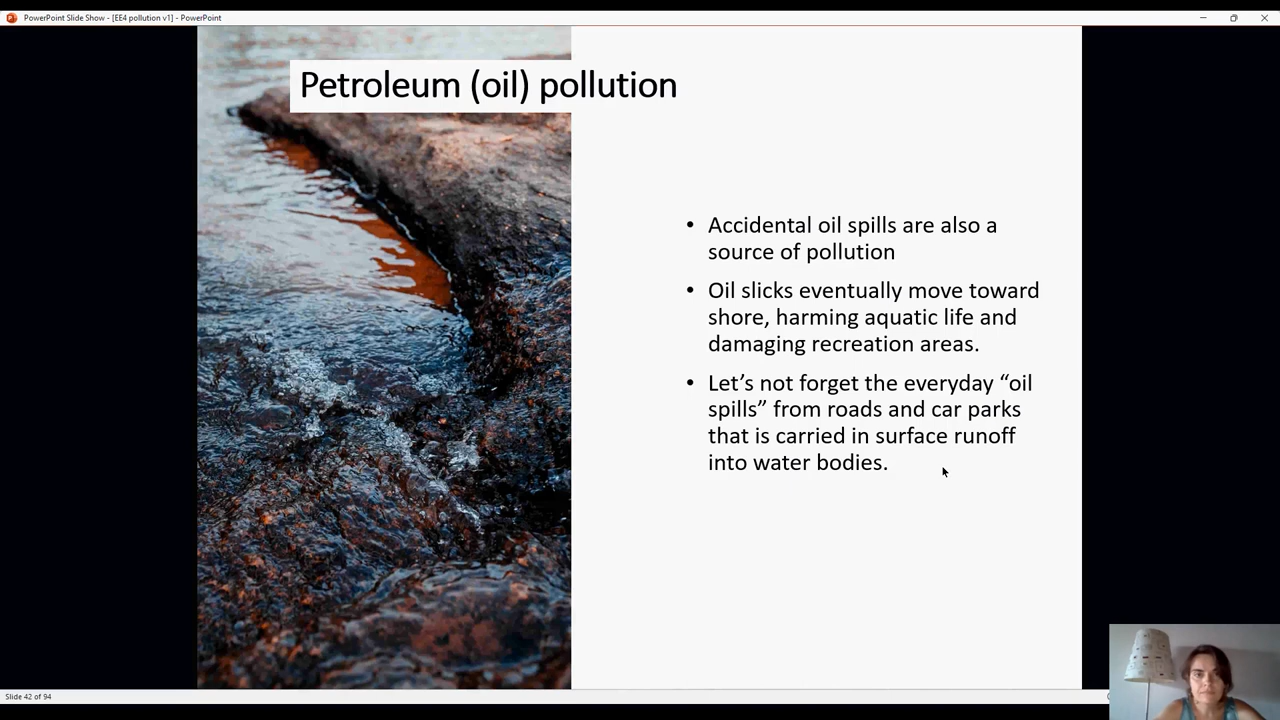 PowerPoint Slide Show - [EE4 pollution v1] - PowerPoint
Petroleum (oil) pollution
• Accidental oil spills are also a
source of pollution
• Oil slicks eventually move toward
shore, harming aquatic life and
damaging recreation areas.
• Let’s not forget the everyday “oil
spills” from roads and car parks
that is carried in surface runoff
into water bodies.
Slide 42 of 94